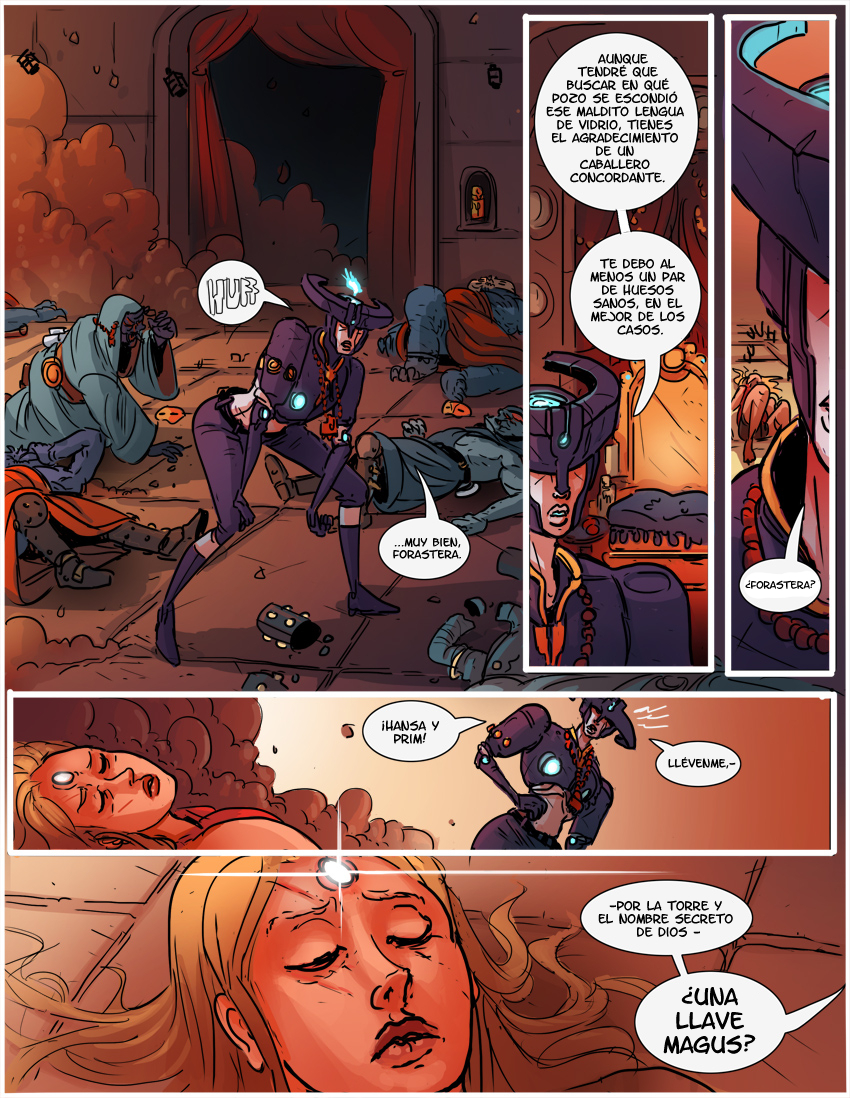 HUFF
...MUY BIEN,
FORASTERA.
AUNQUE
TENDRÉ QUE
BUSCAR EN QUÉ
POZO SE ESCONDIÓ
ESE MALDITO LENGUA
DE VIDRIO, TIENES
EL AGRADECIMIENTO
DE UN
CABALLERO
CONCORDANTE.
TE DEBO AL
MENOS UN PAR
DE HUESOS
SANOS, EN EL
MEJOR DE LOS
CASOS.
¿FORASTERA?
¡HANSA Y
PRIM!
LLÉVENME,-
-POR LA TORRE Y
EL NOMBRE SECRETO
DE DIOS -
¿UNA
LLAVE
MAGUS?